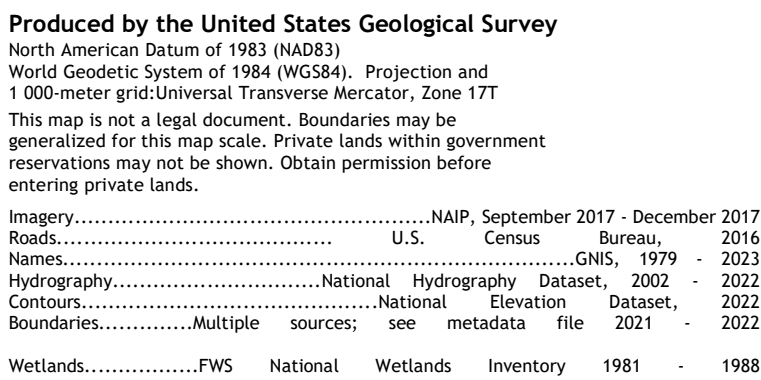 Produced by the United States Geological Survey
North American Datum of 1983 (NAD83)
World Geodetic System of 1984 (WGS84). Projection and
1 000-meter grid:Universal Transverse Mercator, Zone 17T
This map is not a legal document. Boundaries may be
generalized for this map scale. Private lands within government
reservations may not be shown. Obtain permission before
entering private lands.
Imagery............................................NAIP, September 2017 - December 2017
Roads.................................. U.S. Census Bureau, 2016
Names...............................................................GNIS, 1979 - 2023
Hydrography..........................National Hydrography Dataset, 2002 - 2022
Contours.....................................National Elevation Dataset, 2022
Boundaries..............Multiple sources; see metadata file 2021 - 2022
Wetlands.................FWS National Wetlands Inventory 1981 - 1988